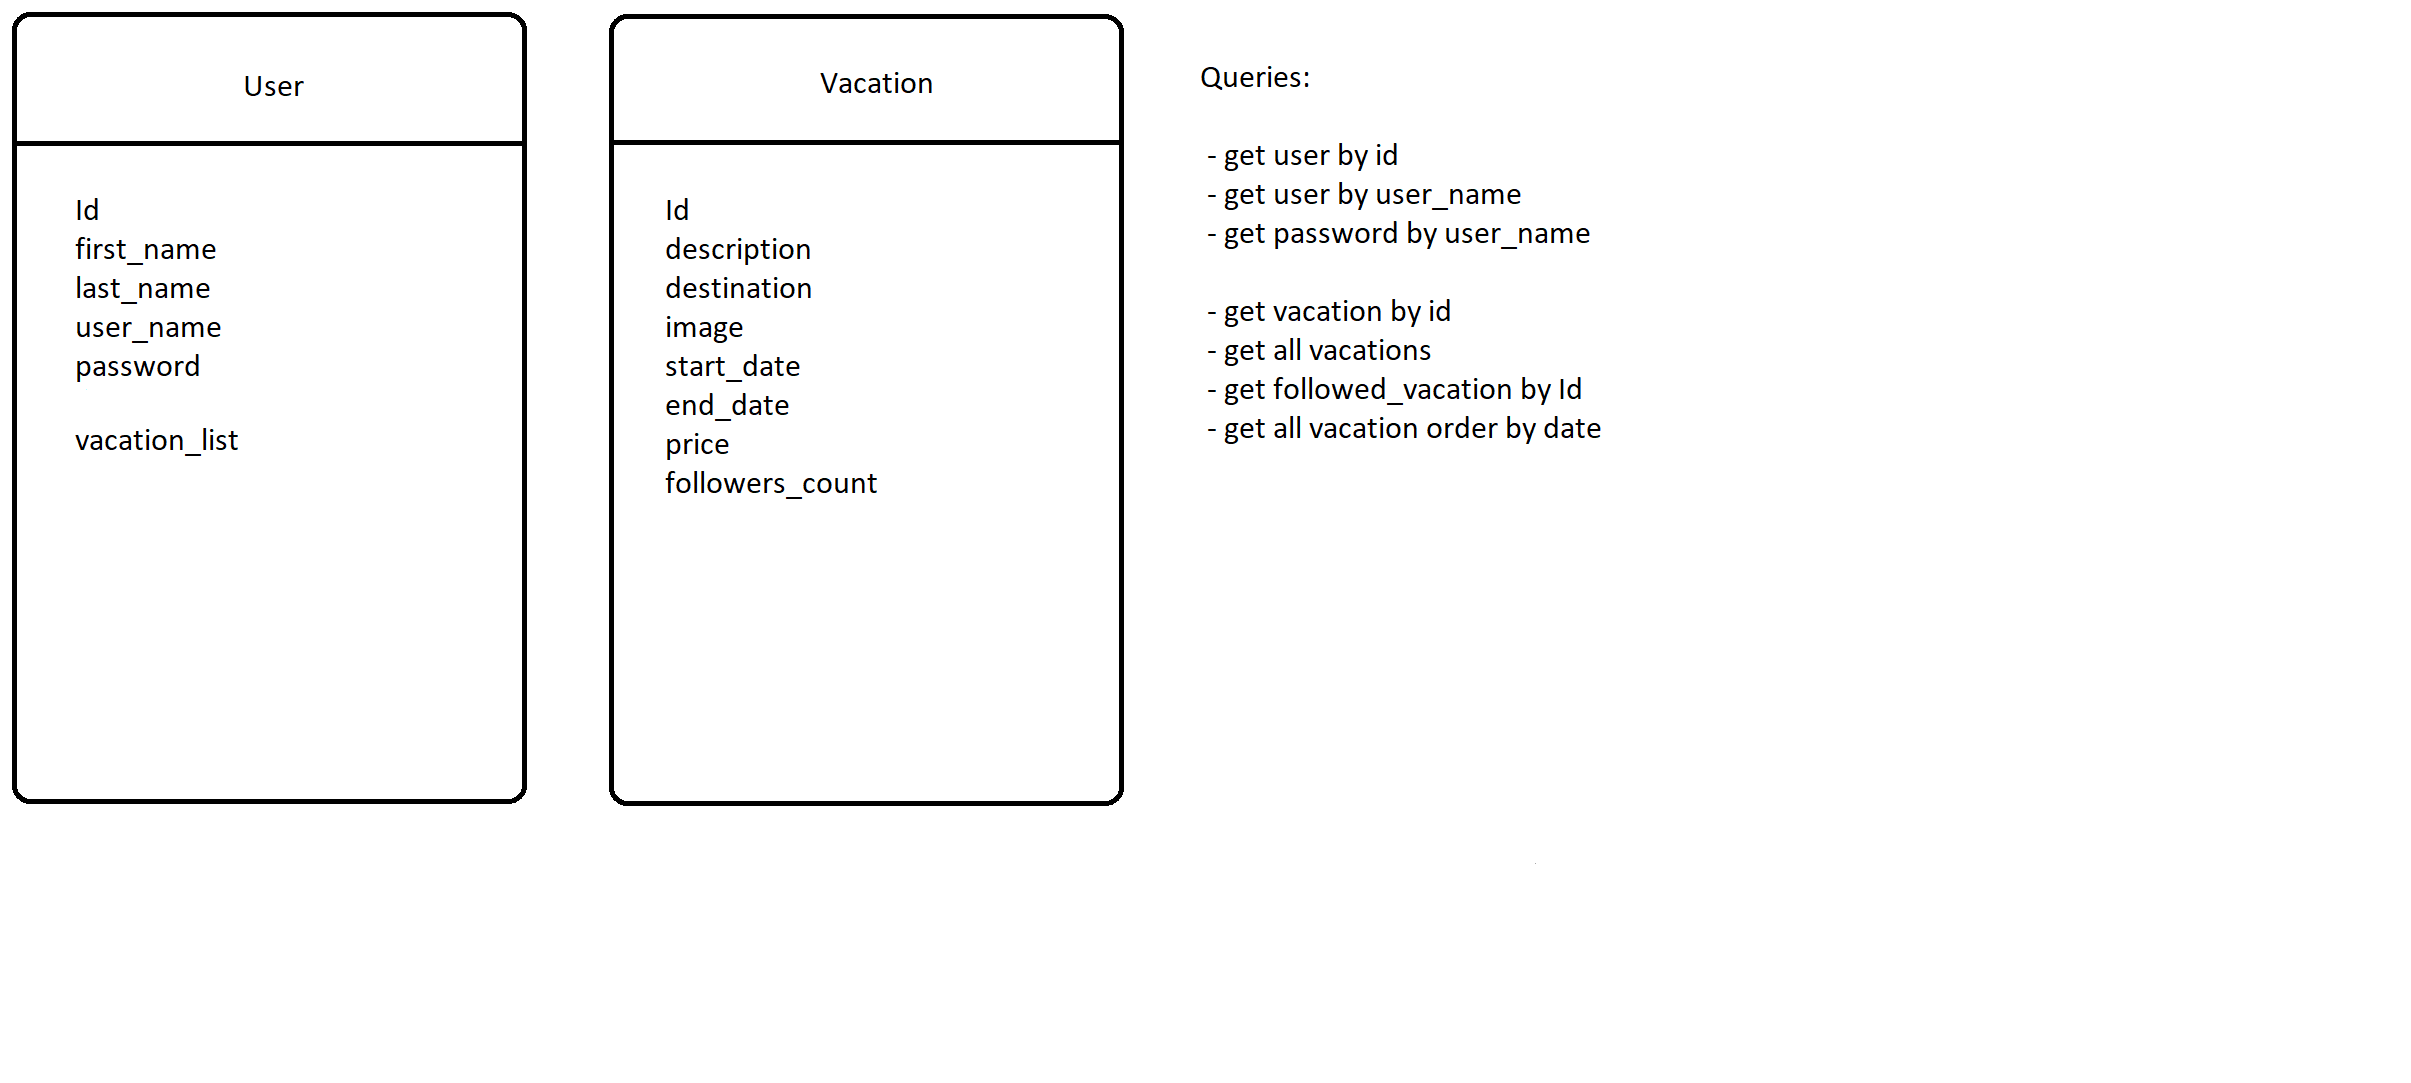 User
Id
first_name
last_name
user_name
password
vacation_list
Vacation
Id
description
destination
image
start_date
end_date
price
followers_count
Queries:
- get user by id
- get user by user_name
- get password by user_name
- get vacation by id
- get all vacations
- get followed_vacation by Id
- get all vacation order by date